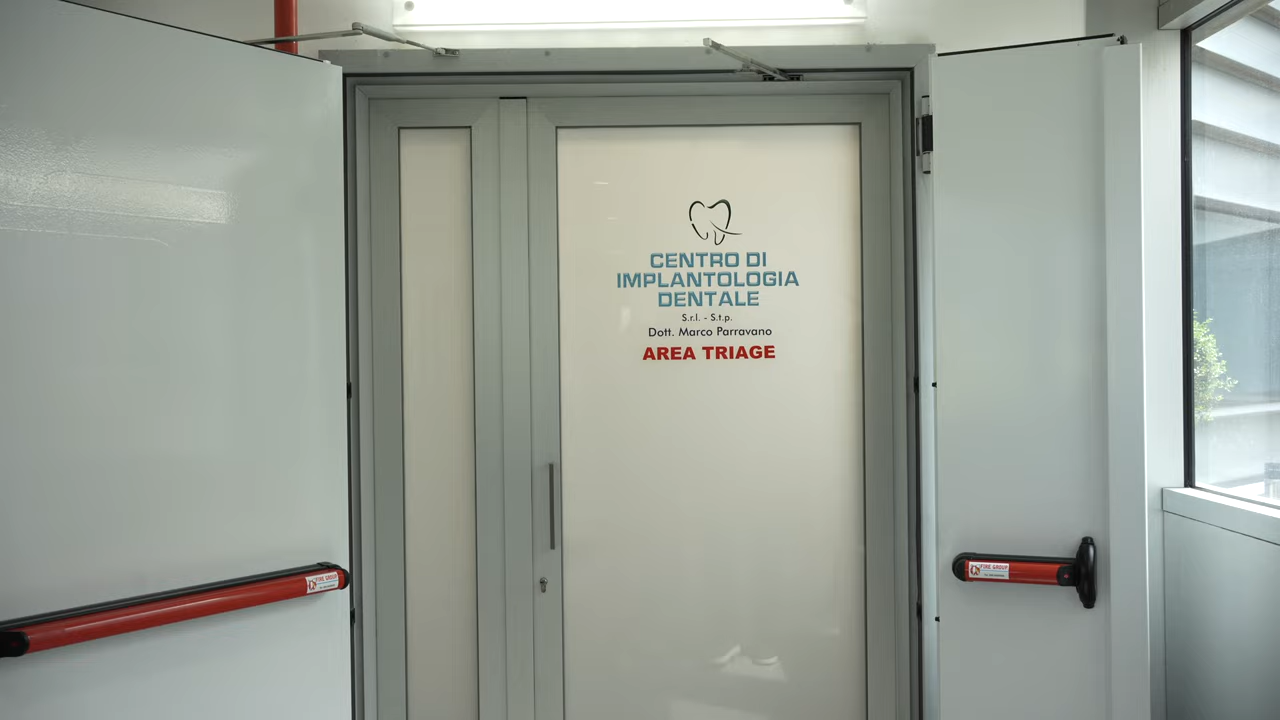 CENTRO DI
IMPLANTOLOGIA
DENTALE
S.r.l. - S.t.p.
Dott. Marco Parravano
AREA TRIAGE
FIRE GROUP
FIRE GROUP